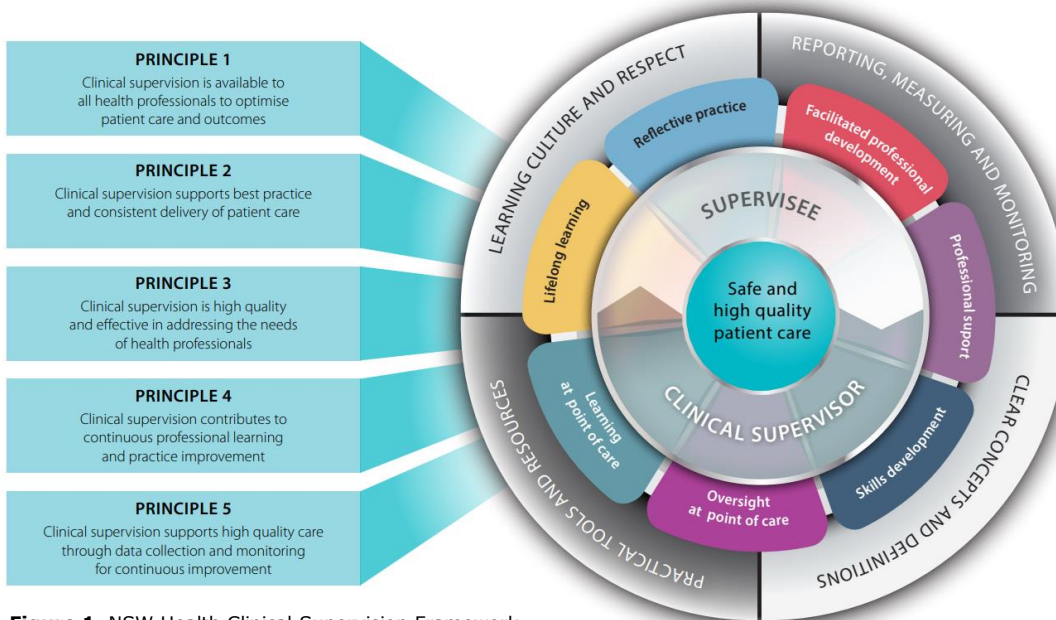 PRINCIPLE 1
Clinical supervision is available to
all health professionals to optimise
patient care and outcomes
PRINCIPLE 2
Clinical supervision supports best practice
and consistent delivery of patient care
PRINCIPLE 3
Clinical supervision is high quality
and effective in addressing the needs
of health professionals
PRINCIPLE 4
Clinical supervision contributes to
continuous professional learning
and practice improvement
PRINCIPLE 5
Clinical supervision supports high quality care
through data collection and monitoring
for continuous improvement
LEARNING CULTURE AND RESPECT
REPORTING, MEASURING AND MONITORING
CLEAR CONCEPTS AND DEFINITIONS
PRACTICAL TOOLS AND RESOURCES
Reflective practice
Facilitated professional
development
Professional support
Skills development
Oversight
at point of care
Learning
at point of care
Lifelong learning
SUPERVISEE
Safe and
high quality
patient care
CLINICAL SUPERVISOR
Figure 1 NSW Health Clinical Supervision Framework